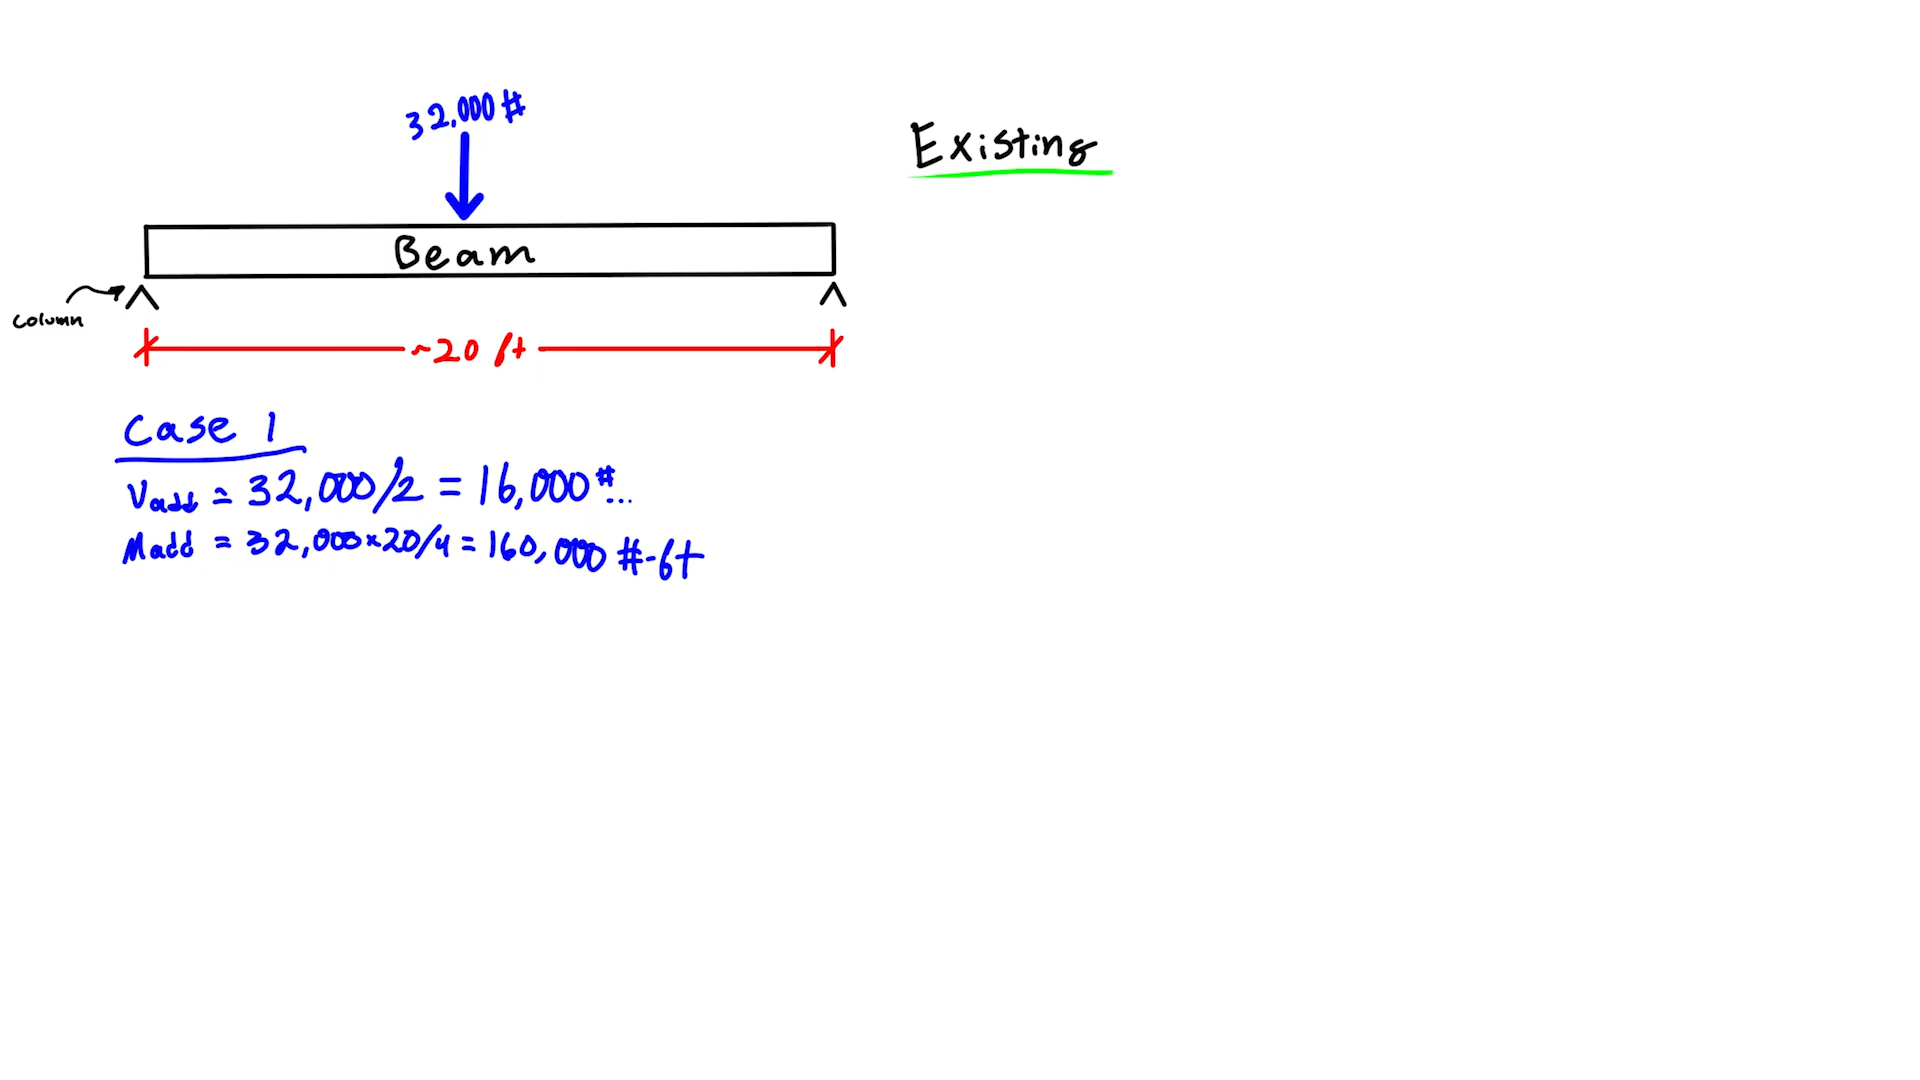 32,000#
Existing
Beam
column
~20 ft
Case 1
Vadd = 32,000/2 = 16,000#...
Madd = 32,000×20/4 = 160,000 #-ft